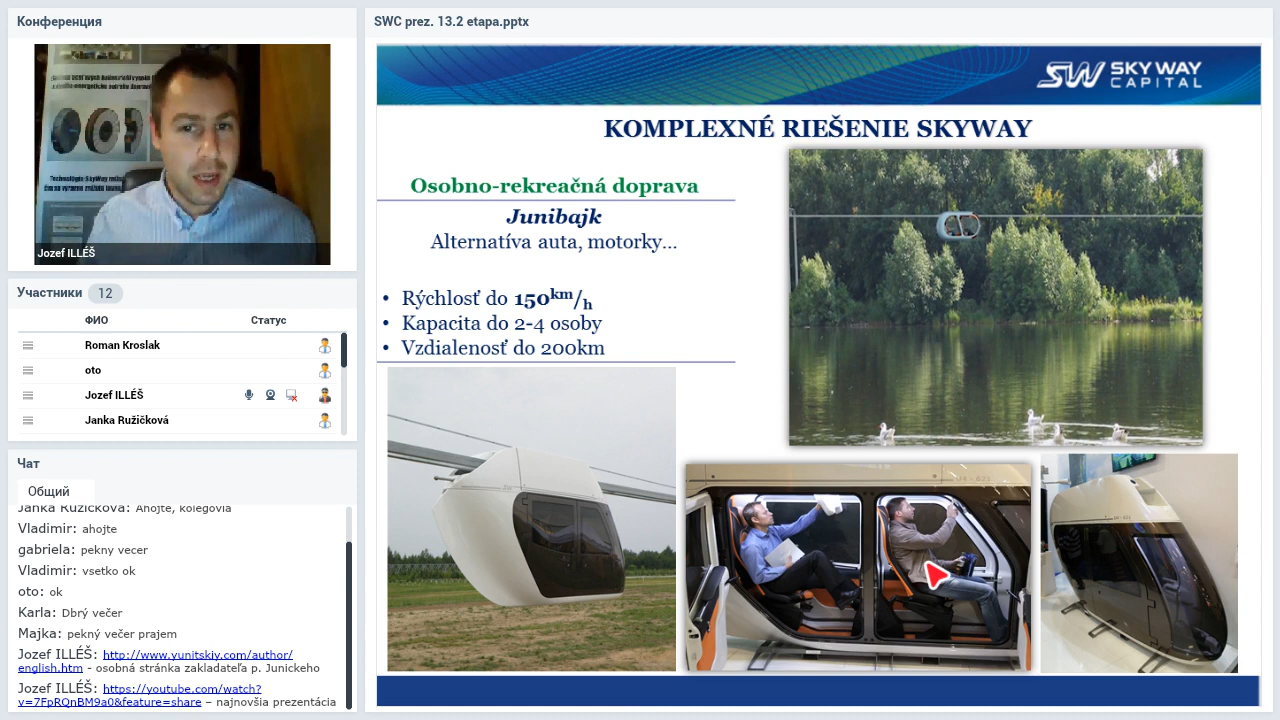 Конференция
Jozef ILLÉŠ
Участники 12
ФИО Статус
Roman Kroslak
oto
Jozef ILLÉŠ
Janka Ružičková
Чат
Общий
Janka Ružičková: Ahojte, kolegovia
Vladimir: ahojte
gabriela: pekny vecer
Vladimir: vsetko ok
oto: ok
Karla: Dbrý večer
Majka: pekný večer prajem
Jozef ILLÉŠ: http://www.yunitskiy.com/author/
english.htm - osobná stránka zakladateľa p. Junickeho
Jozef ILLÉŠ: https://youtube.com/watch?
v=7FpRQnBM9a0&feature=share – najnovšia prezentácia
SWC prez. 13.2 etapa.pptx
SW SKY WAY
CAPITAL
KOMPLEXNÉ RIEŠENIE SKYWAY
Osobno-rekreačná doprava
Junibajk
Alternatíva auta, motorky...
• Rýchlosť do 150km/h
• Kapacita do 2-4 osoby
• Vzdialenosť do 200km